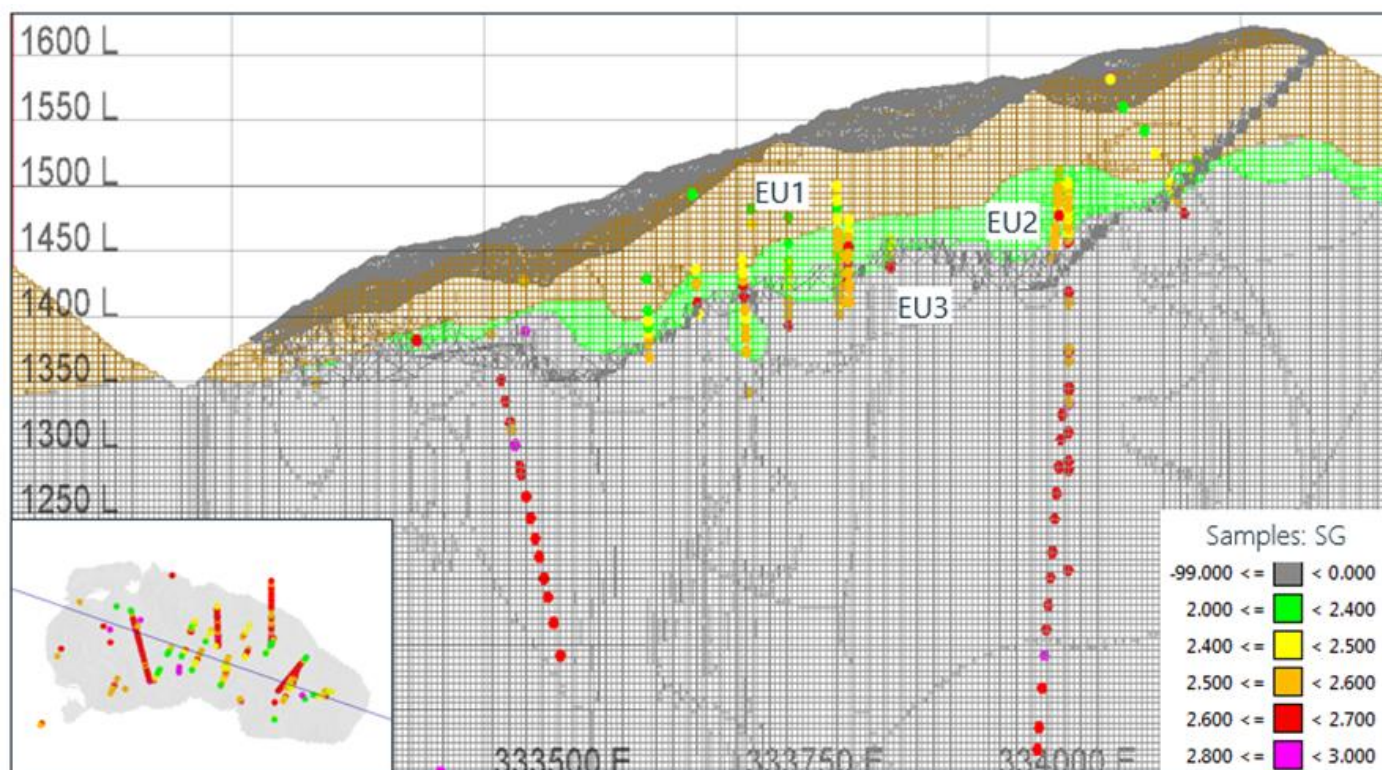 1600 L
1550 L
1500 L
1450 L
1400 L
1350 L
1300 L
1250 L
EU1
EU2
EU3
333500 E
333750 E
334000 E
Samples: SG
-99.000 <= < 0.000
2.000 <= < 2.400
2.400 <= < 2.500
2.500 <= < 2.600
2.600 <= < 2.700
2.800 <= < 3.000